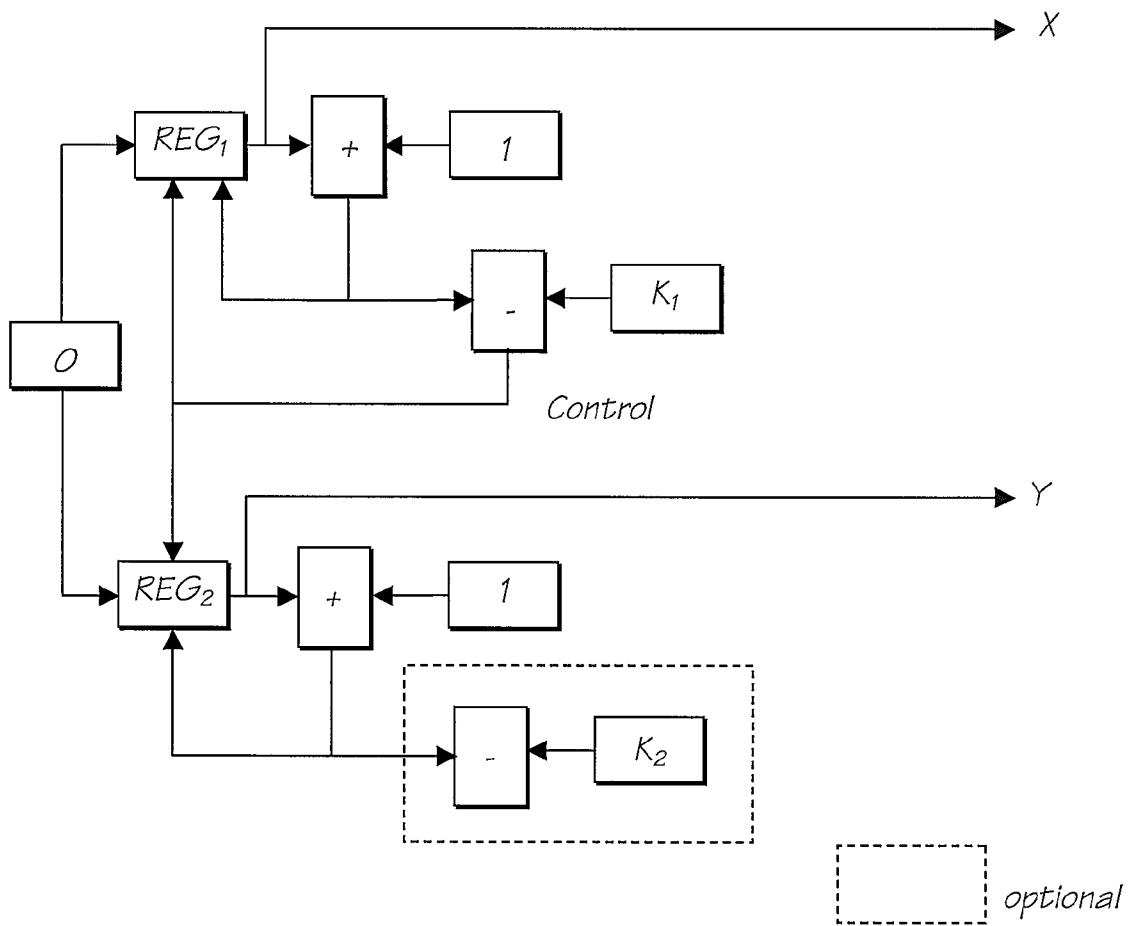 X
REG₁
+
1
-
K₁
0
Control
Y
REG₂
+
1
-
K₂
optional